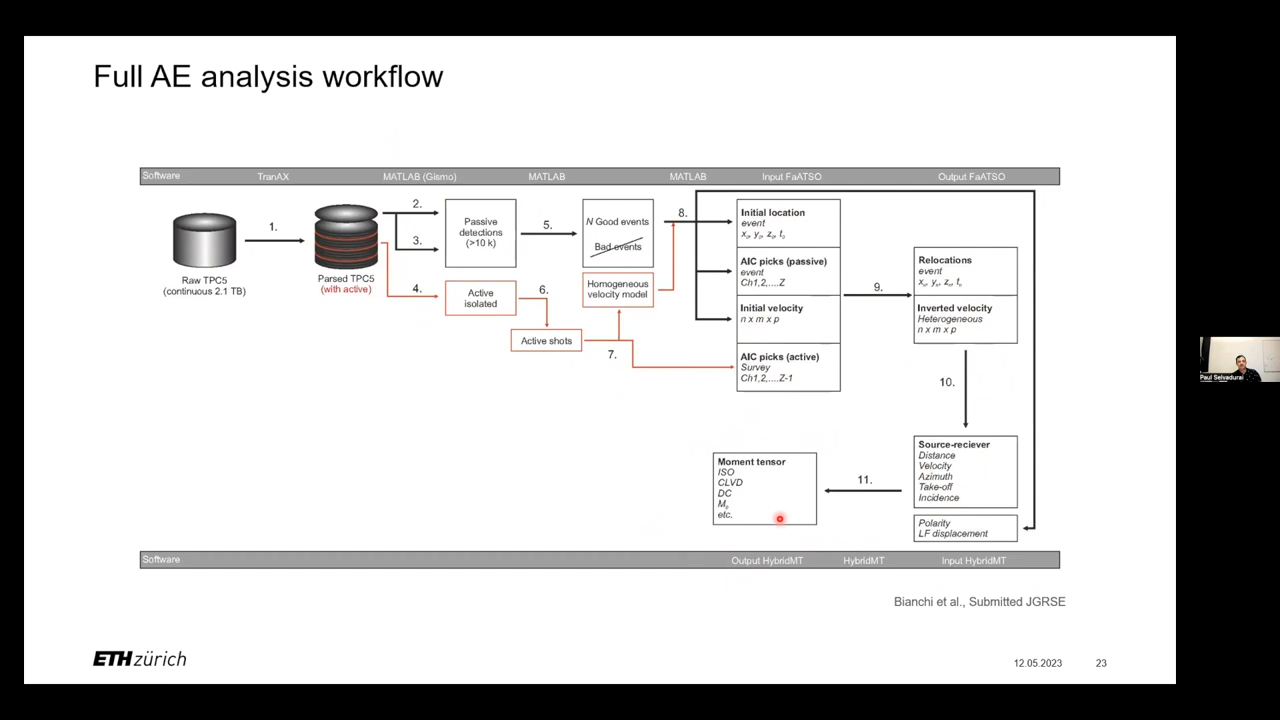 Full AE analysis workflow
Software TranAX MATLAB (Gismo) MATLAB MATLAB Input FaATSO Output FaATSO
1.
Raw TPC5
(continuous 2.1 TB)
Parsed TPC5
(with active)
2.
3.
4.
Passive
detections
(>10 k)
Active
isolated
5.
6.
Active shots
7.
N Good events
Bad events
Homogeneous
velocity model
8.
Initial location
event
x₀, y₀, z₀, t₀
AIC picks (passive)
event
Ch1,2,...,Z
Initial velocity
n x m x p
AIC picks (active)
Survey
Ch1,2,....Z-1
9.
Relocations
event
Inverted velocity
Heterogeneous
n x m x p
10.
Source-reciever
Distance
Velocity
Azimuth
Take-off
Incidence
Polarity
LF displacement
11.
Moment tensor
ISO
CLVD
DC
M₀
etc.
Software Output HybridMT HybridMT Input HybridMT
Bianchi et al., Submitted JGRSE
ETH zürich
12.05.2023 23
Paul Selvadurai